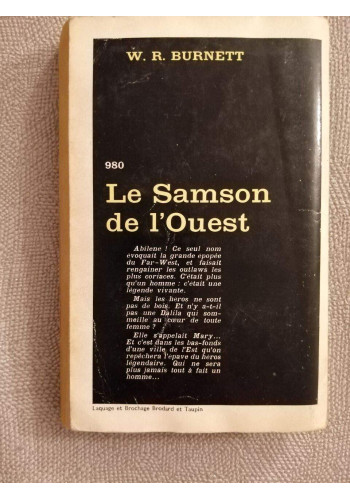 W. R. BURNETT
980
Le Samson
de l'Ouest
Abilene ! Ce seul nom
évoquait la grande épopée
du Far-West, et faisait
rengainer les outlaws les
plus coriaces. C'était plus
qu'un homme : c'était une
légende vivante.
Mais les héros ne sont
pas de bois. Et n'y a-t-il
pas une Dalila qui som-
meille au cœur de toute
femme ?
Elle s'appelait Mary...
Et c'est dans les bas-fonds
d'une ville de l'Est qu'on
repêchera l'épave du héros
légendaire. Qui ne sera
plus jamais tout à fait un
homme...
Laquage et Brochage Brodard et Taupin